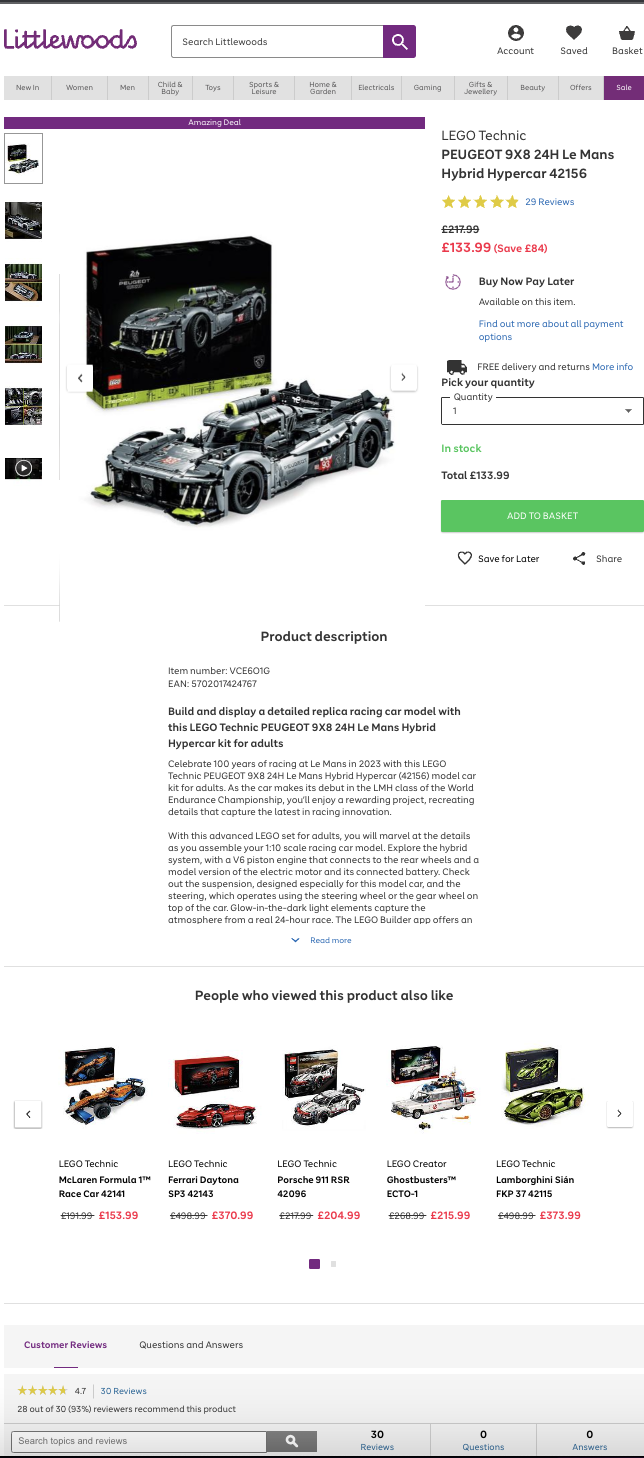 Littlewoods
Search Littlewoods
Account
Saved
Basket
New In
Women
Men
Child &
Baby
Toys
Sports &
Leisure
Home &
Garden
Electricals
Gaming
Gifts &
Jewellery
Beauty
Offers
Sale
Amazing Deal
PEUGEOT
LEGO
93
LEGO Technic
PEUGEOT 9X8 24H Le Mans
Hybrid Hypercar 42156
29 Reviews
£217.99
£133.99 (Save £84)
Buy Now Pay Later
Available on this item.
Find out more about all payment
options
FREE delivery and returns More info
Pick your quantity
Quantity
1
In stock
Total £133.99
ADD TO BASKET
Save for Later
Share
Product description
Item number: VCE6O1G
EAN: 5702017424767
Build and display a detailed replica racing car model with
this LEGO Technic PEUGEOT 9X8 24H Le Mans Hybrid
Hypercar kit for adults
Celebrate 100 years of racing at Le Mans in 2023 with this LEGO
Technic PEUGEOT 9X8 24H Le Mans Hybrid Hypercar (42156) model car
kit for adults. As the car makes its debut in the LMH class of the World
Endurance Championship, you'll enjoy a rewarding project, recreating
details that capture the latest in racing innovation.
With this advanced LEGO set for adults, you will marvel at the details
as you assemble your 1:10 scale racing car model. Explore the hybrid
system, with a V6 piston engine that connects to the rear wheels and a
model version of the electric motor and its connected battery. Check
out the suspension, designed especially for this model car, and the
steering, which operates using the steering wheel or the gear wheel on
top of the car. Glow-in-the-dark light elements capture the
atmosphere from a real 24-hour race. The LEGO Builder app offers an
Read more
People who viewed this product also like
LEGO Technic
McLaren Formula 1™
Race Car 42141
£191.99 £153.99
LEGO Technic
Ferrari Daytona
SP3 42143
£498.99 £370.99
LEGO Technic
Porsche 911 RSR
42096
£217.99 £204.99
LEGO Creator
Ghostbusters™
ECTO-1
£268.99 £215.99
LEGO Technic
Lamborghini Sián
FKP 37 42115
£498.99 £373.99
Customer Reviews
Questions and Answers
4.7
30 Reviews
28 out of 30 (93%) reviewers recommend this product
Search topics and reviews
30
Reviews
0
Questions
0
Answers